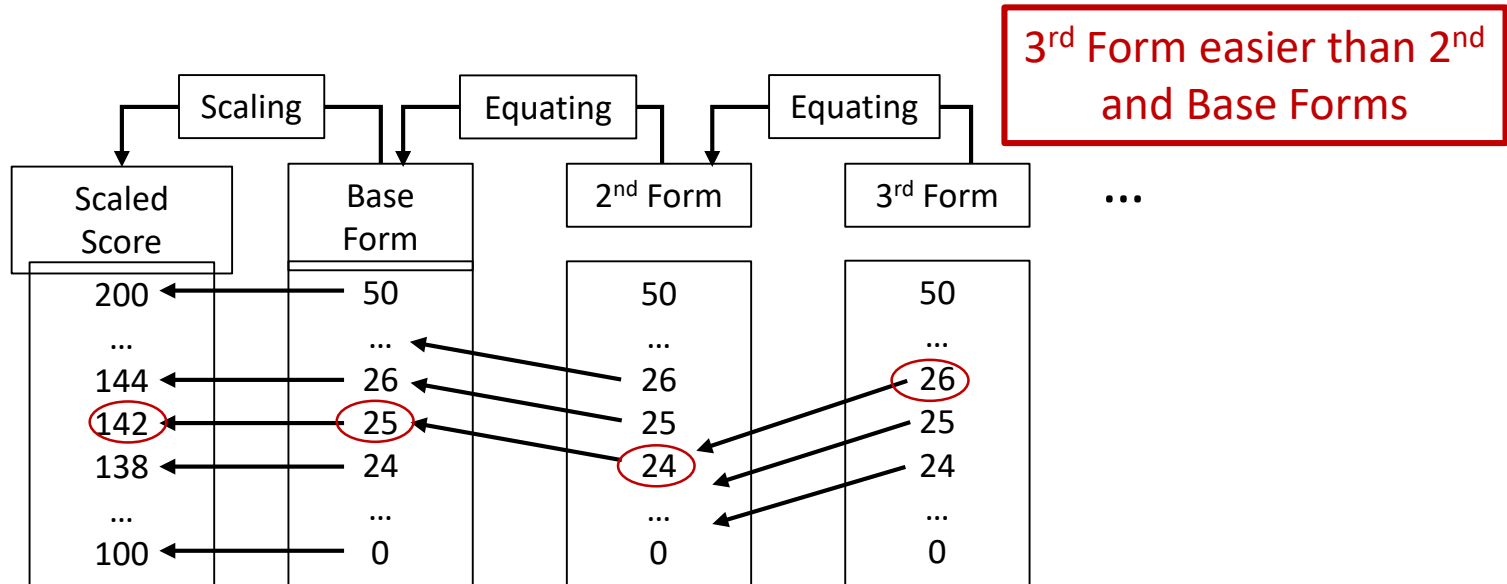 3rd Form easier than 2nd
and Base Forms
Scaling
Equating
Equating
Scaled
Score
Base
Form
2nd Form
3rd Form
...
200
50
50
50
...
...
...
...
144
26
26
26
142
25
25
25
138
24
24
24
...
...
...
...
100
0
0
0